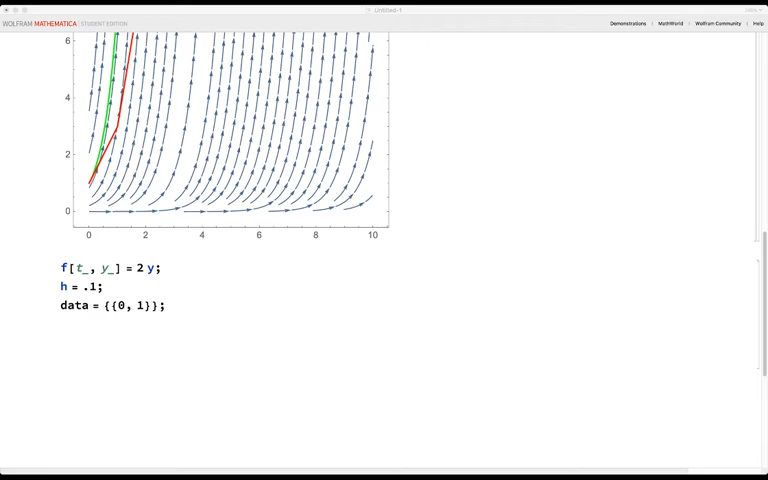 Untitled-1
WOLFRAM MATHEMATICA | STUDENT EDITION
Demonstrations | MathWorld | Wolfram Community | Help
6
4
2
0
0 2 4 6 8 10
f[t_, y_] = 2 y;
h = .1;
data = {{0, 1}};